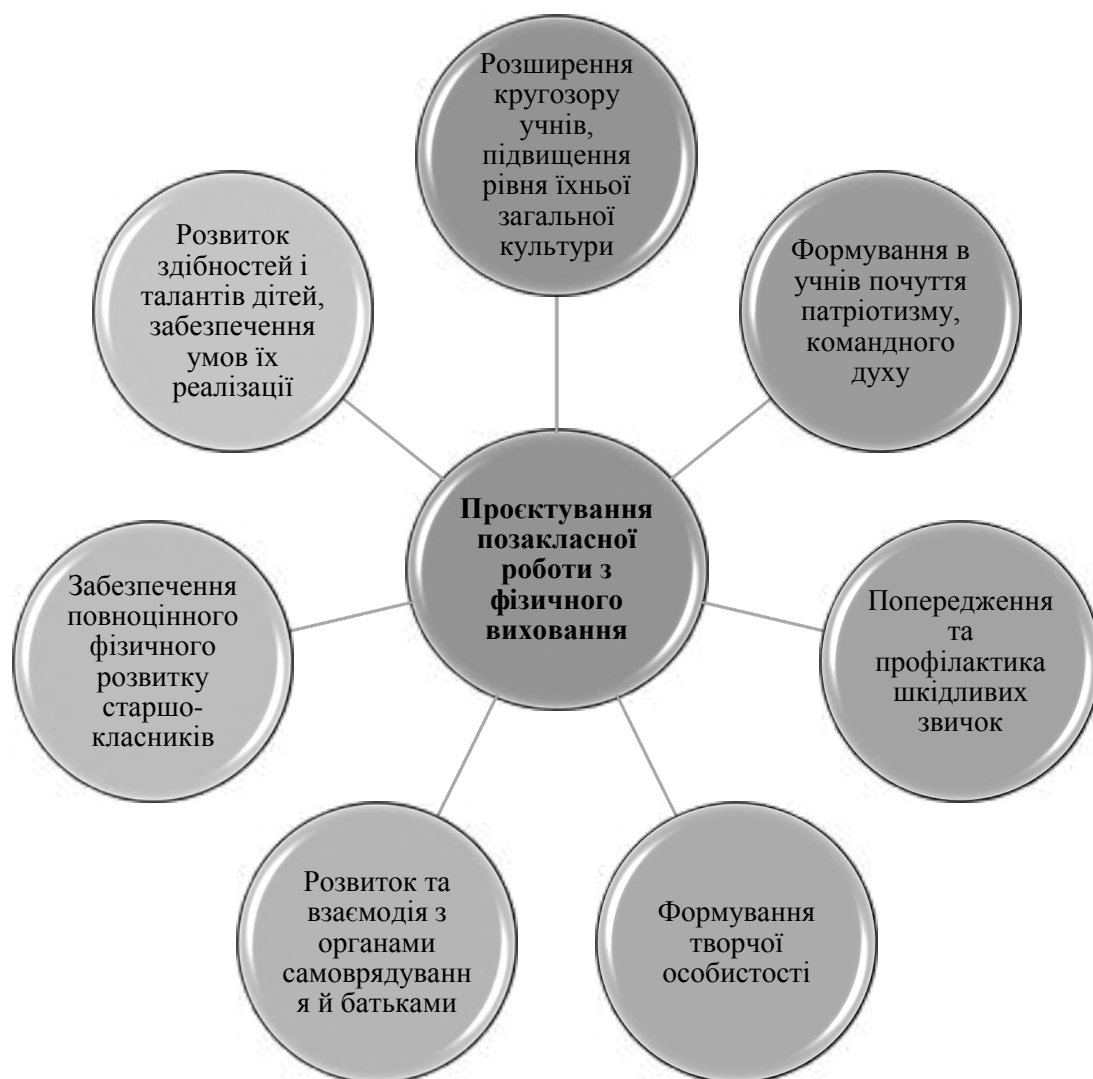 Розширення
кругозору
учнів,
підвищення
рівня їхньої
загальної
культури
Формування в
учнів почуття
патріотизму,
командного
духу
Попередження
та
профілактика
шкідливих
звичок
Формування
творчої
особистості
Розвиток та
взаємодія з
органами
самоврядуванн
я й батьками
Забезпечення
повноцінного
фізичного
розвитку
старшо-
класників
Розвиток
здібностей і
талантів дітей,
забезпечення
умов їх
реалізації
Проєктування
позакласної
роботи з
фізичного
виховання